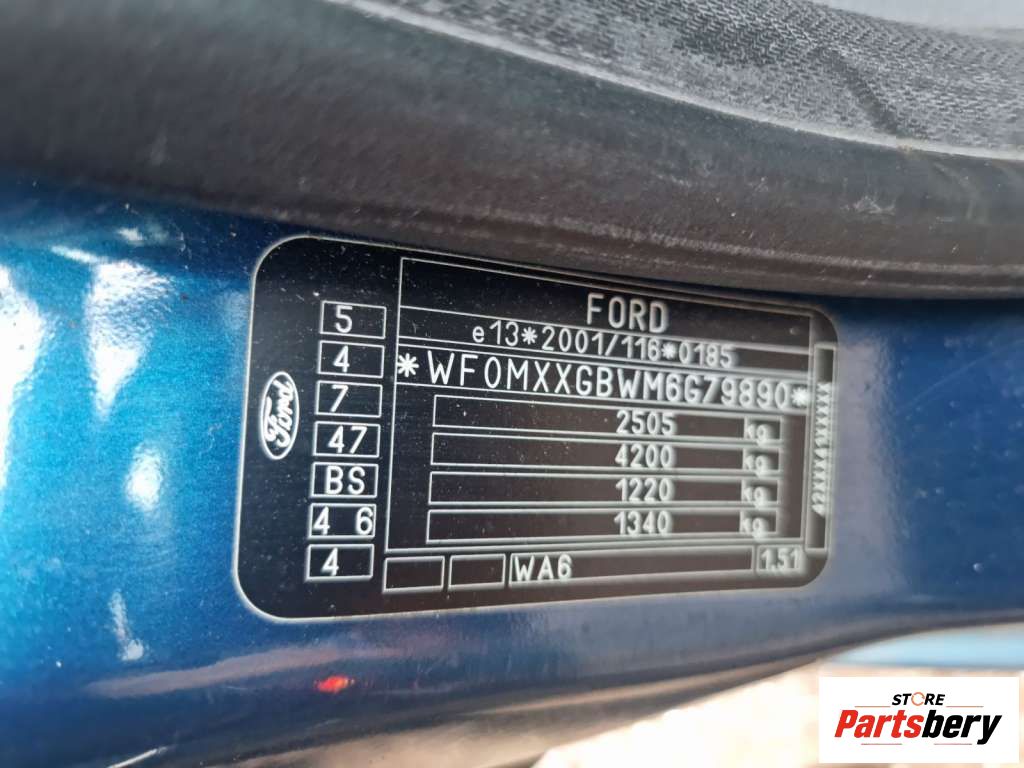 FORD
e13*2001/116*0185
*WF0MXXGBWM6G79890*
2505 kg
4200 kg
1220 kg
1340 kg
WA6 1.51
5
4
7
47
BS
4 6
4
Ford
STORE
Partsbery